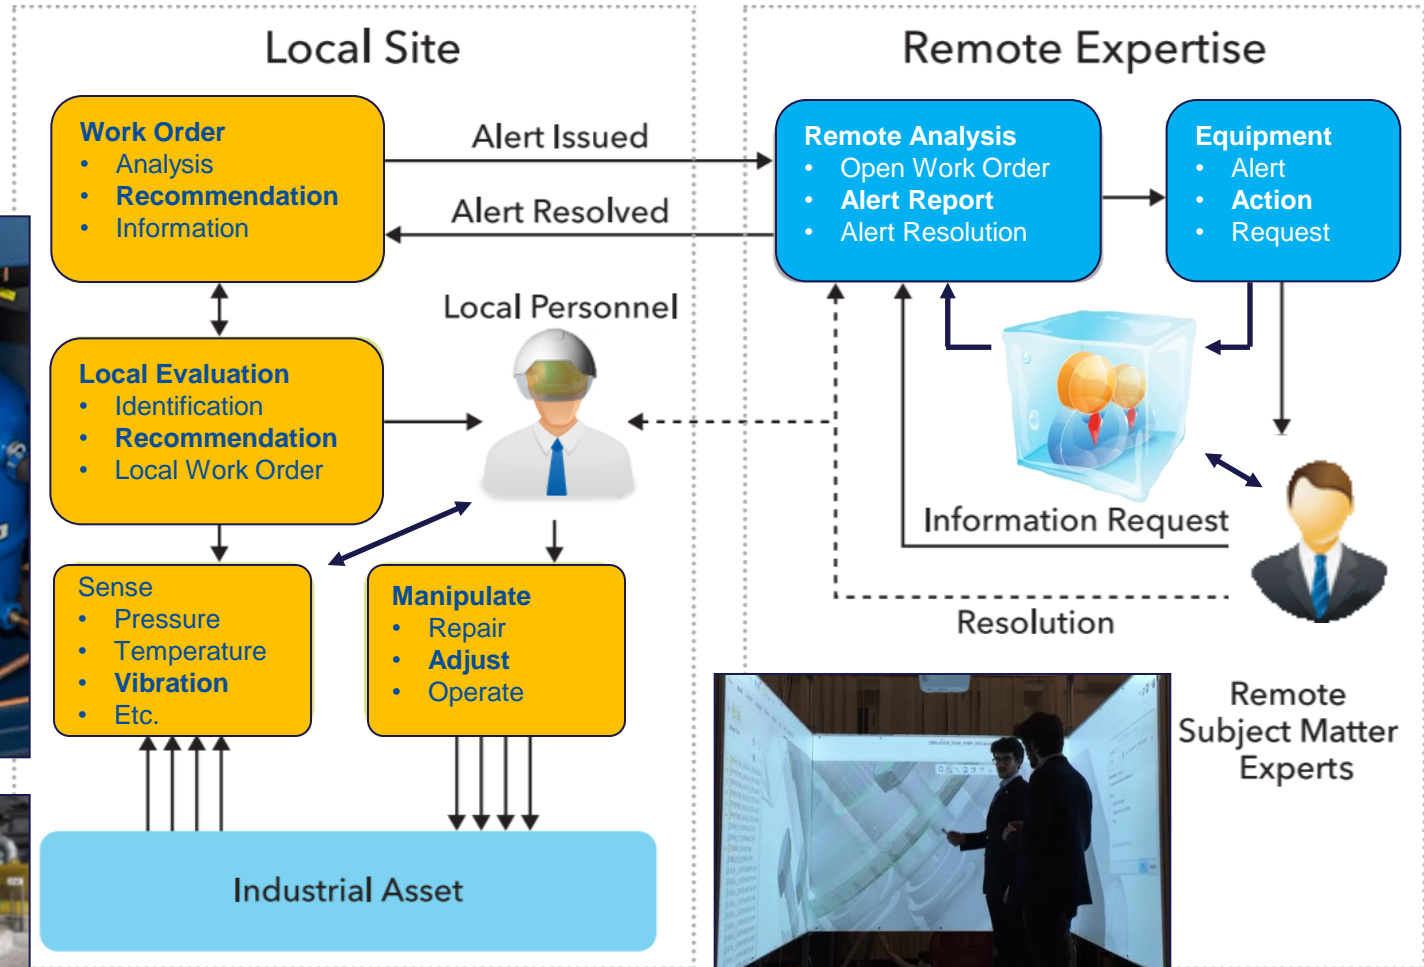 Local Site
Remote Expertise
Work Order
• Analysis
• Recommendation
• Information
Alert Issued
Alert Resolved
Remote Analysis
• Open Work Order
• Alert Report
• Alert Resolution
Equipment
• Alert
• Action
• Request
Local Personnel
Local Evaluation
• Identification
• Recommendation
• Local Work Order
Information Request
Sense
• Pressure
• Temperature
• Vibration
• Etc.
Manipulate
• Repair
• Adjust
• Operate
Resolution
Remote
Subject Matter
Experts
Industrial Asset